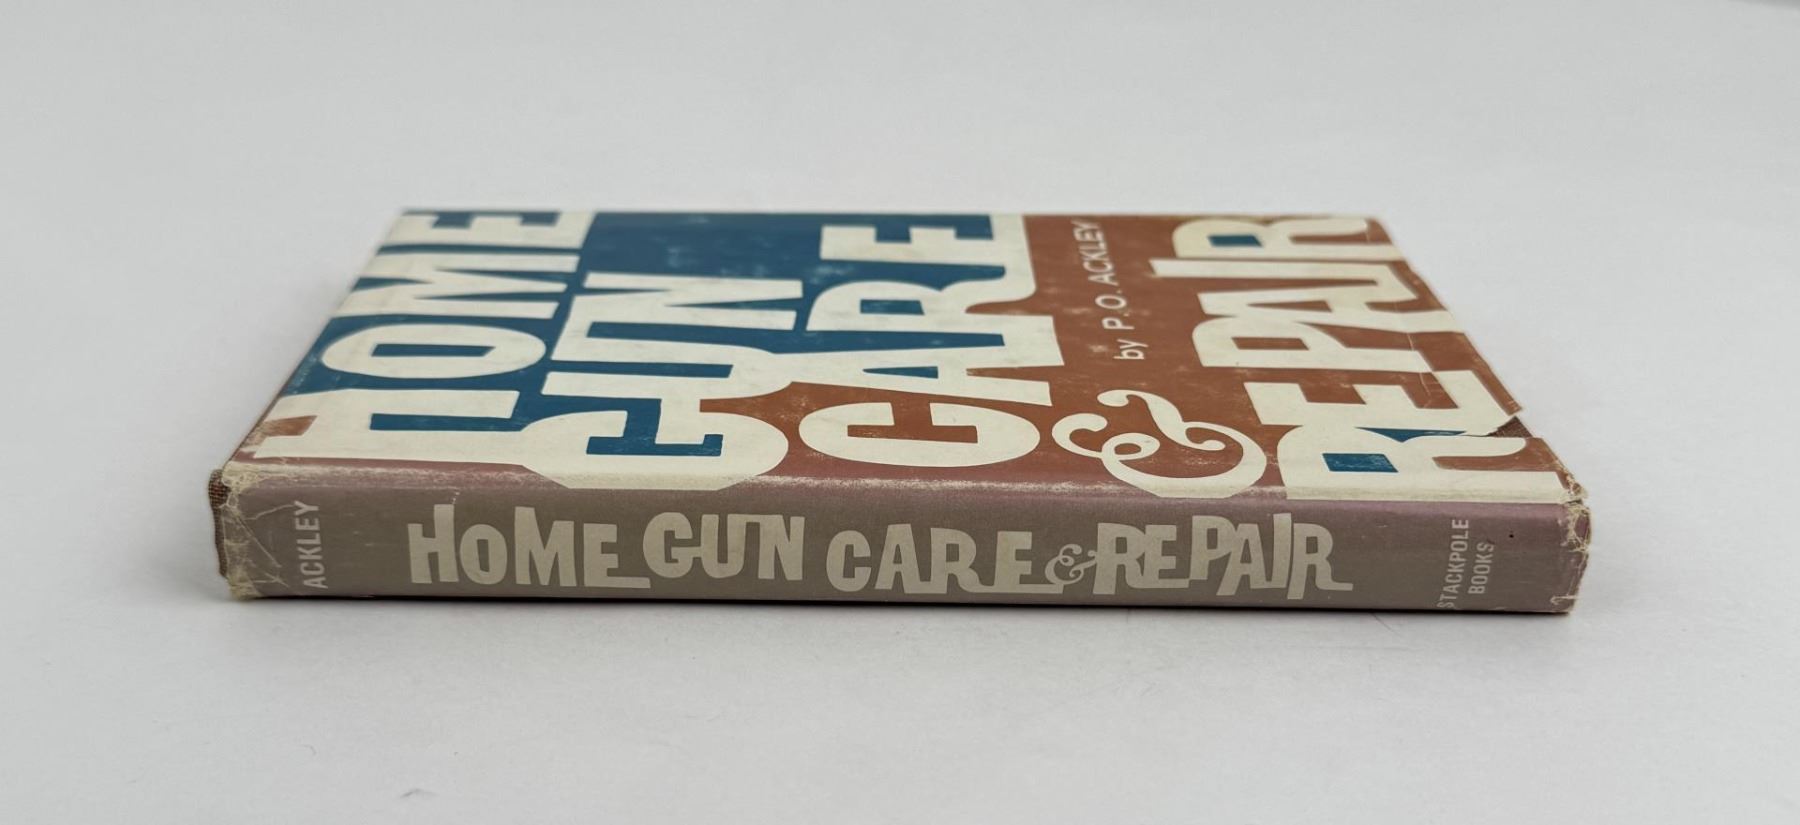 HOME
GUN
CARE
by P.O. ACKLEY
& REPAIR
ACKLEY
HOME GUN CARE & REPAIR
STACKPOLE
BOOKS